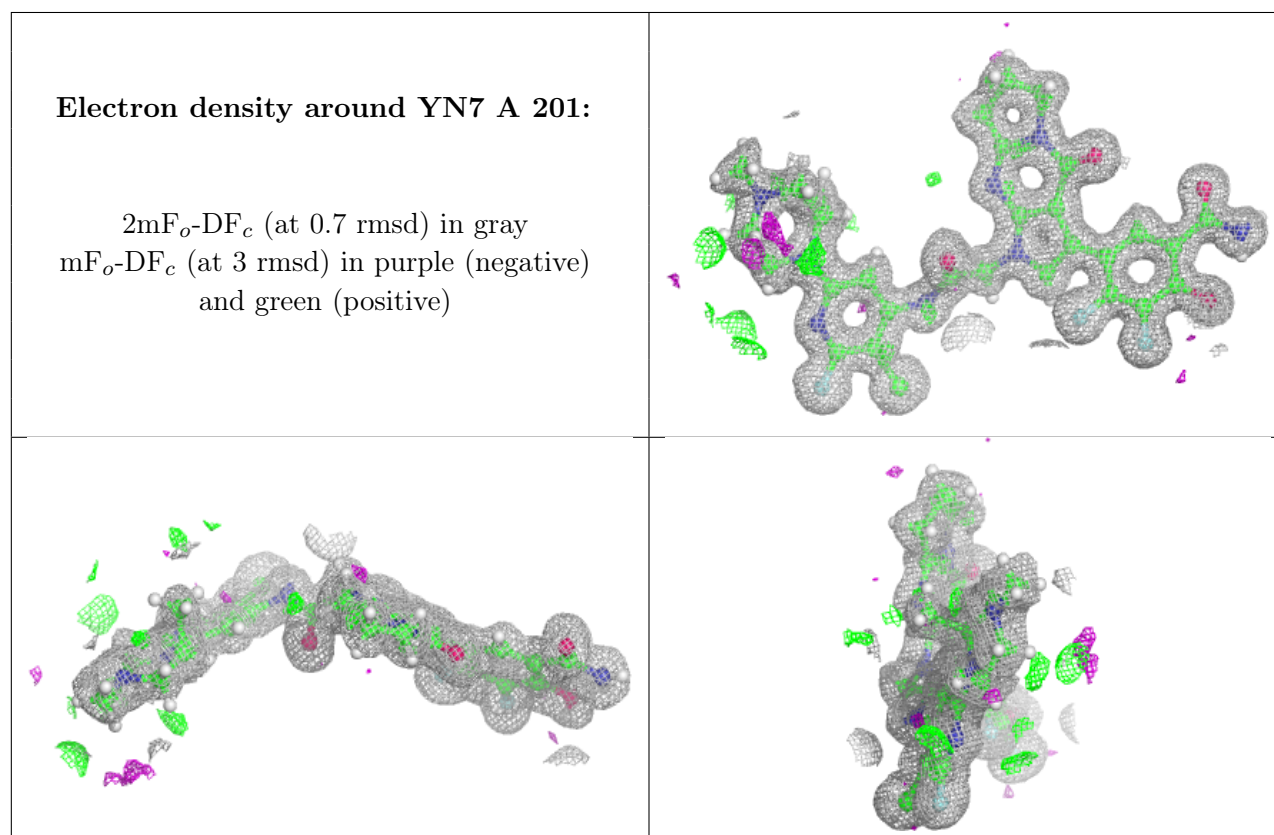 Electron density around YN7 A 201:
2mFo-DFc (at 0.7 rmsd) in gray
mFo-DFc (at 3 rmsd) in purple (negative)
and green (positive)